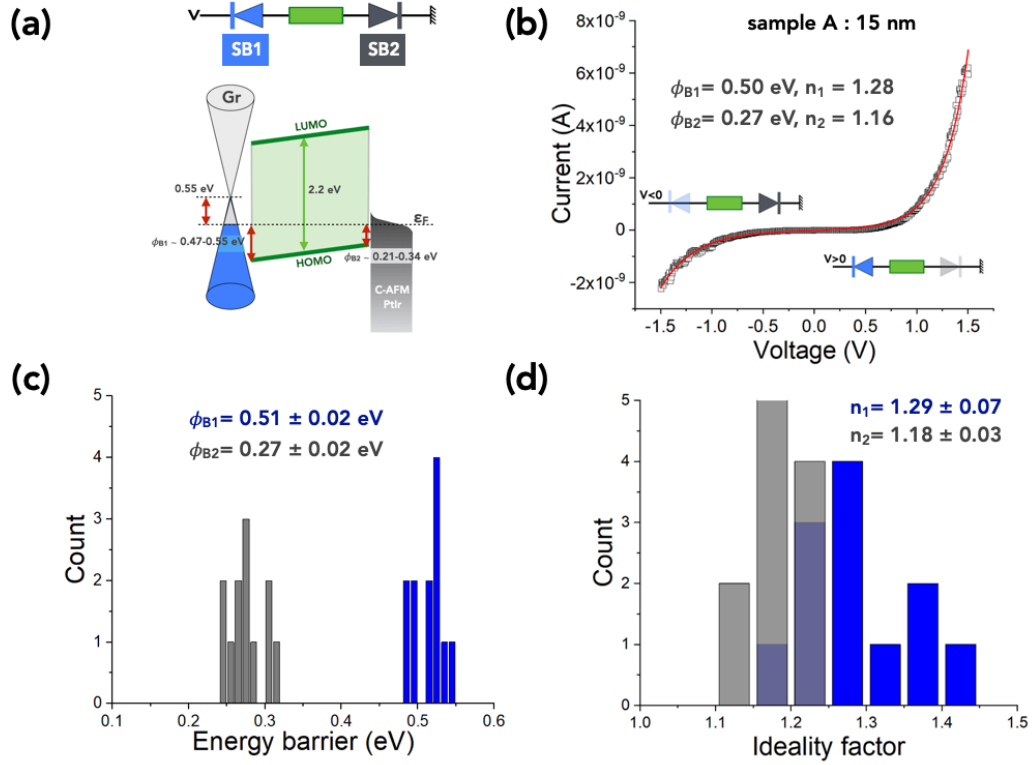 (a)
V
SB1
SB2
Gr
LUMO
0.55 eV
2.2 eV
εF
ϕB1 ~ 0.47-0.55 eV
HOMO
ϕB2 ~ 0.21-0.34 eV
C-AFM
PtIr
(b)
sample A : 15 nm
8x10⁻⁹
6x10⁻⁹
4x10⁻⁹
2x10⁻⁹
0
-2x10⁻⁹
Current (A)
ϕB1= 0.50 eV, n1 = 1.28
ϕB2= 0.27 eV, n2 = 1.16
V<0
V>0
-1.5 -1.0 -0.5 0.0 0.5 1.0 1.5
Voltage (V)
(c)
5
4
3
2
1
0
Count
ϕB1= 0.51 ± 0.02 eV
ϕB2= 0.27 ± 0.02 eV
0.1 0.2 0.3 0.4 0.5 0.6
Energy barrier (eV)
(d)
5
4
3
2
1
0
Count
n1= 1.29 ± 0.07
n2= 1.18 ± 0.03
1.0 1.1 1.2 1.3 1.4 1.5
Ideality factor